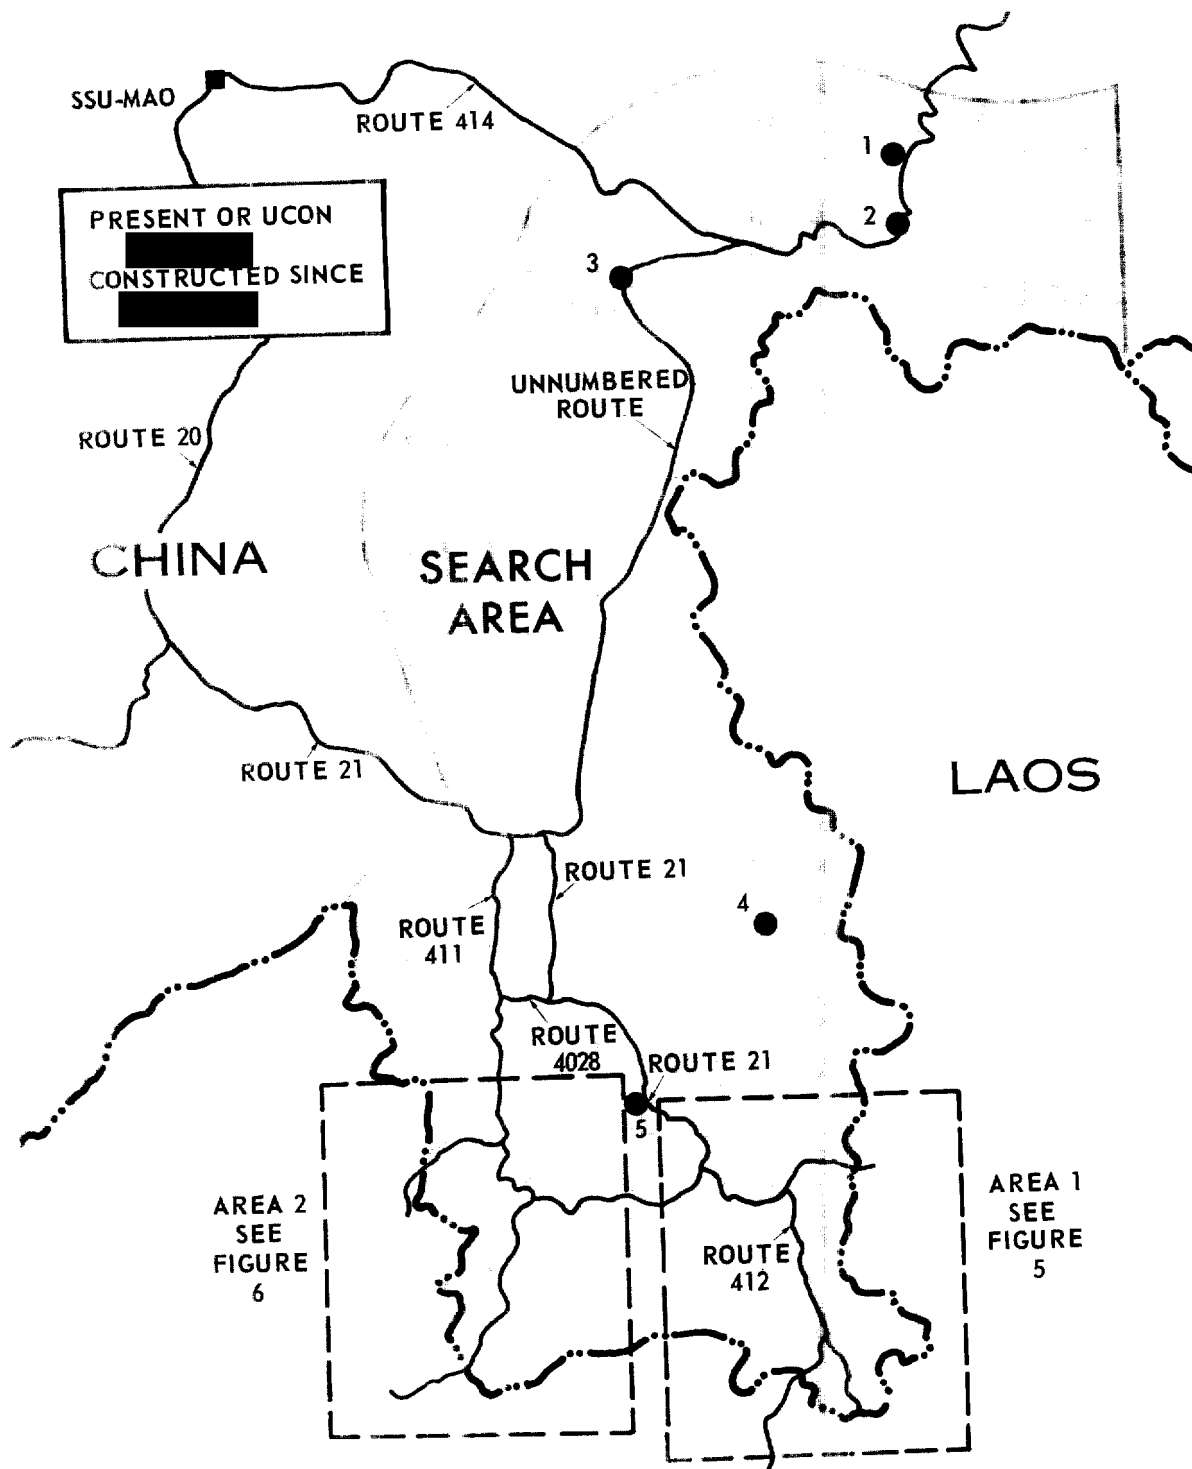 SSU-MAO
ROUTE 414
1
2
3
PRESENT OR UCON
CONSTRUCTED SINCE
UNNUMBERED
ROUTE
ROUTE 20
CHINA
SEARCH
AREA
ROUTE 21
LAOS
ROUTE 21
4
ROUTE
411
ROUTE
4028
ROUTE 21
5
AREA 2
SEE
FIGURE
6
AREA 1
SEE
FIGURE
5
ROUTE
412